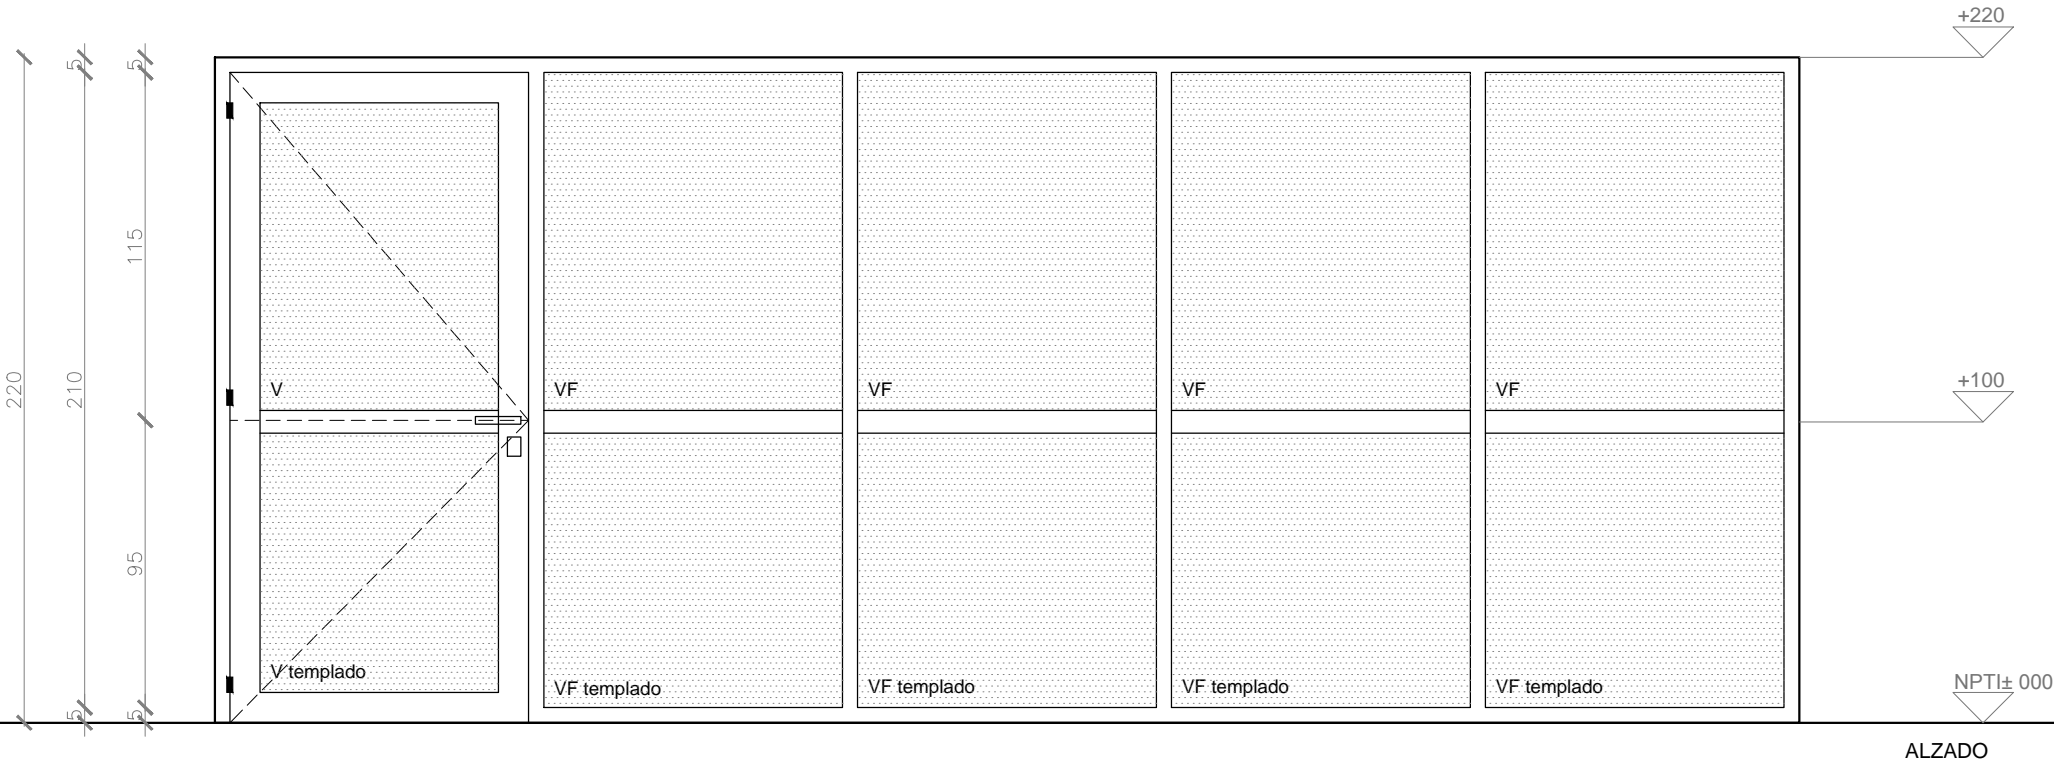 +220
5
5
115
220
210
V
VF
VF
VF
VF
+100
95
V templado
VF templado
VF templado
VF templado
VF templado
NPTI± 000
5
5
ALZADO